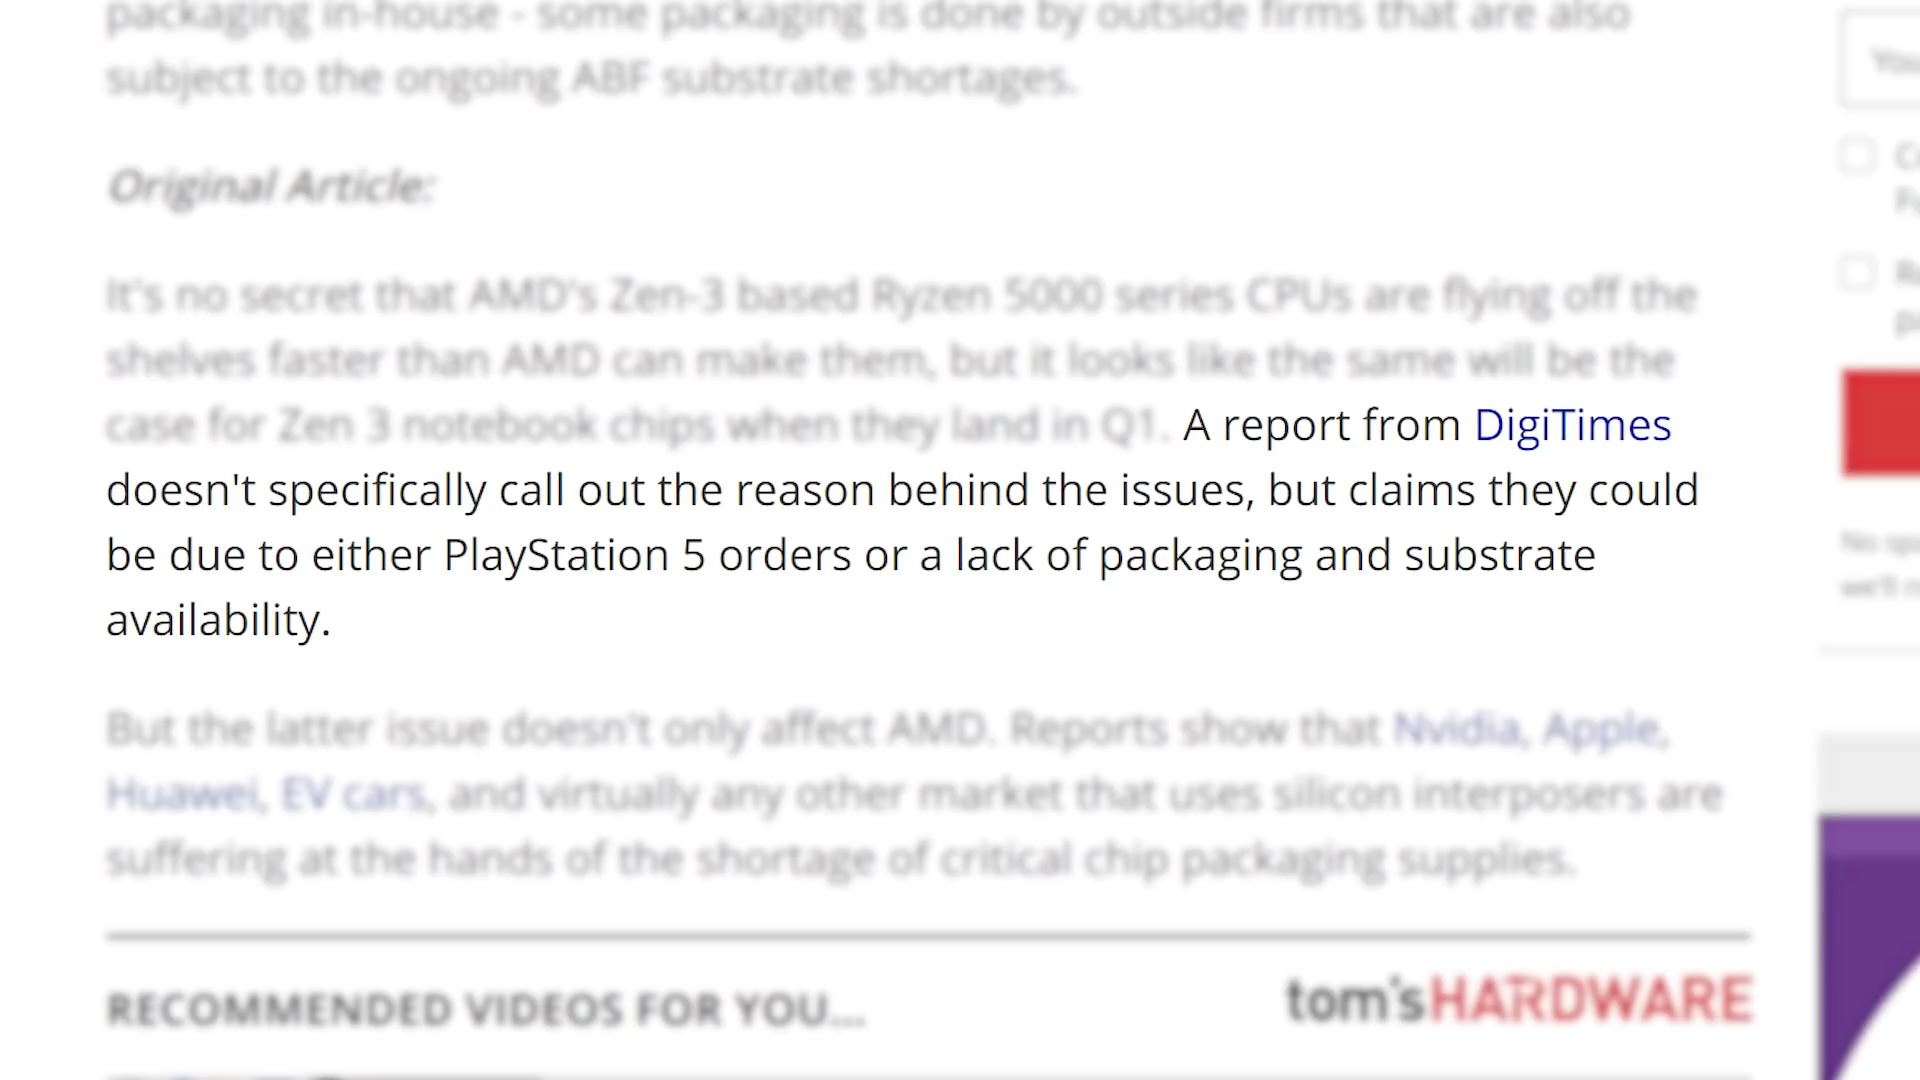 packaging in-house - some packaging is done by outside firms that are also
subject to the ongoing ABF substrate shortages.
Original Article:
It's no secret that AMD's Zen-3 based Ryzen 5000 series CPUs are flying off the
shelves faster than AMD can make them, but it looks like the same will be the
case for Zen 3 notebook chips when they land in Q1. A report from DigiTimes
doesn't specifically call out the reason behind the issues, but claims they could
be due to either PlayStation 5 orders or a lack of packaging and substrate
availability.
But the latter issue doesn't only affect AMD. Reports show that Nvidia, Apple,
Huawei, EV cars, and virtually any other market that uses silicon interposers are
suffering at the hands of the shortage of critical chip packaging supplies.
RECOMMENDED VIDEOS FOR YOU...
tom'sHARDWARE
You
No spa
we'll n